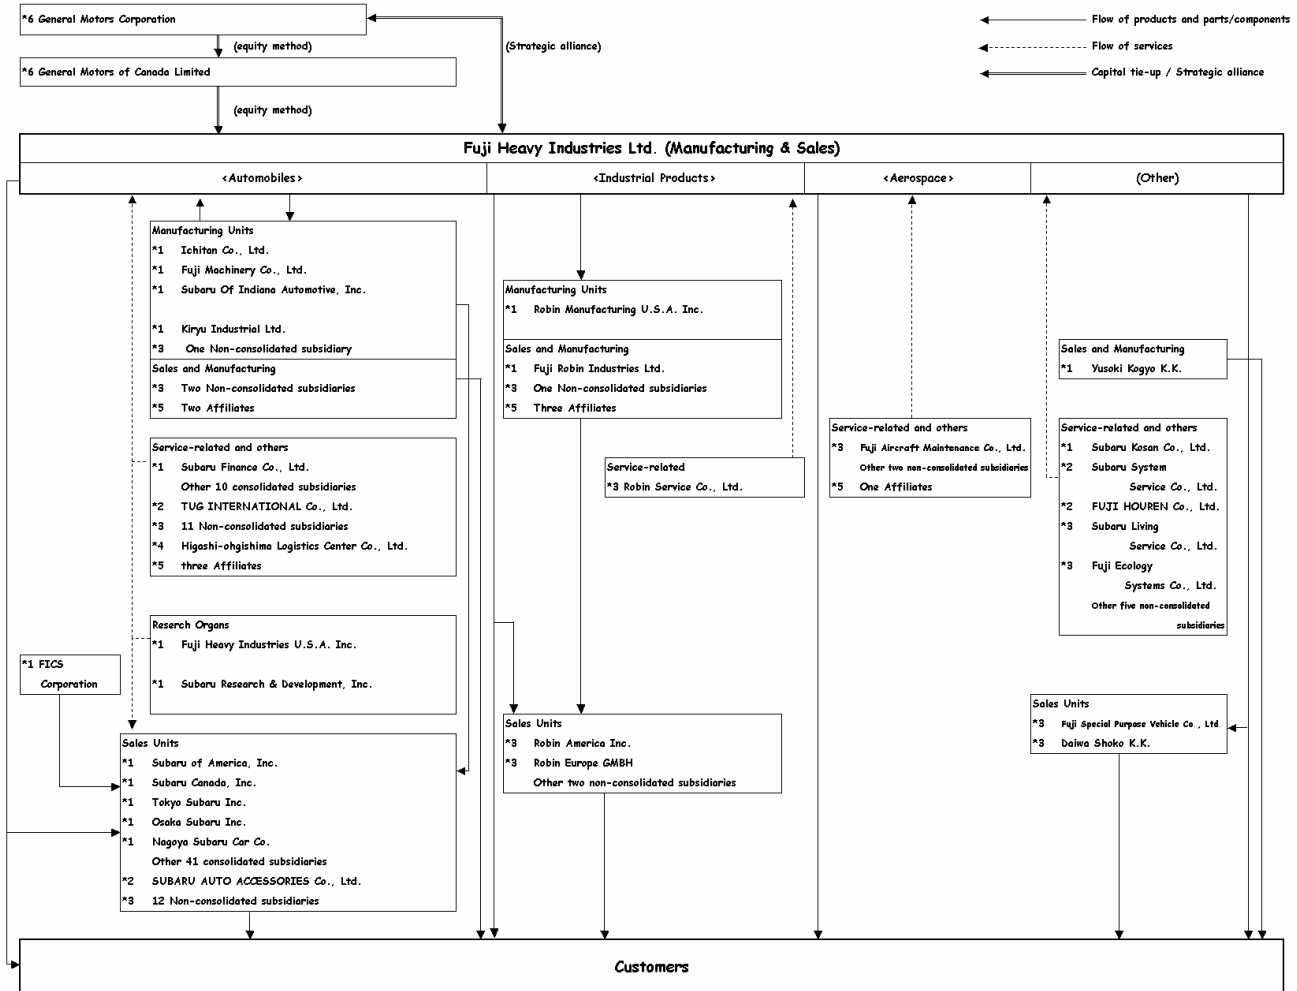 *6 General Motors Corporation
(equity method)
(Strategic alliance)
*6 General Motors of Canada Limited
(equity method)
Flow of products and parts/components
Flow of services
Capital tie-up / Strategic alliance
Fuji Heavy Industries Ltd. (Manufacturing & Sales)
<Automobiles>
<Industrial Products>
<Aerospace>
(Other)
Manufacturing Units
*1 Ichitan Co., Ltd.
*1 Fuji Machinery Co., Ltd.
*1 Subaru Of Indiana Automotive, Inc.
*1 Kiryu Industrial Ltd.
*3 One Non-consolidated subsidiary
Sales and Manufacturing
*3 Two Non-consolidated subsidiaries
*5 Two Affiliates
Service-related and others
*1 Subaru Finance Co., Ltd.
Other 10 consolidated subsidiaries
*2 TUG INTERNATIONAL Co., Ltd.
*3 11 Non-consolidated subsidiaries
*4 Higashi-ohgishima Logistics Center Co., Ltd.
*5 three Affiliates
Reserch Organs
*1 Fuji Heavy Industries U.S.A. Inc.
*1 Subaru Research & Development, Inc.
*1 FICS
Corporation
Sales Units
*1 Subaru of America, Inc.
*1 Subaru Canada, Inc.
*1 Tokyo Subaru Inc.
*1 Osaka Subaru Inc.
*1 Nagoya Subaru Car Co.
Other 41 consolidated subsidiaries
*2 SUBARU AUTO ACCESSORIES Co., Ltd.
*3 12 Non-consolidated subsidiaries
Manufacturing Units
*1 Robin Manufacturing U.S.A. Inc.
Sales and Manufacturing
*1 Fuji Robin Industries Ltd.
*3 One Non-consolidated subsidiaries
*5 Three Affiliates
Service-related
*3 Robin Service Co., Ltd.
Sales Units
*3 Robin America Inc.
*3 Robin Europe GMBH
Other two non-consolidated subsidiaries
Service-related and others
*3 Fuji Aircraft Maintenance Co., Ltd.
Other two non-consolidated subsidiaries
*5 One Affiliates
Sales and Manufacturing
*1 Yusoki Kogyo K.K.
Service-related and others
*1 Subaru Kosan Co., Ltd.
*2 Subaru System
Service Co., Ltd.
*2 FUJI HOUREN Co., Ltd.
*3 Subaru Living
Service Co., Ltd.
*3 Fuji Ecology
Systems Co., Ltd.
Other five non-consolidated
subsidiaries
Sales Units
*3 Fuji Special Purpose Vehicle Co., Ltd.
*3 Daiwa Shoko K.K.
Customers